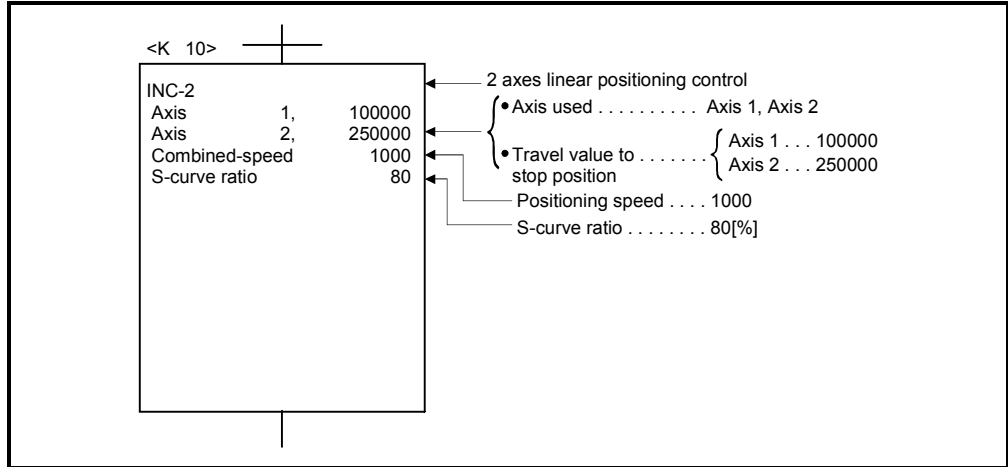 <K 10>
INC-2
Axis 1, 100000
Axis 2, 250000
Combined-speed 1000
S-curve ratio 80
2 axes linear positioning control
• Axis used . . . . . . . . . . Axis 1, Axis 2
• Travel value to . . . . . . . Axis 1 . . . 100000
stop position Axis 2 . . . 250000
Positioning speed . . . . 1000
S-curve ratio . . . . . . . . 80[%]